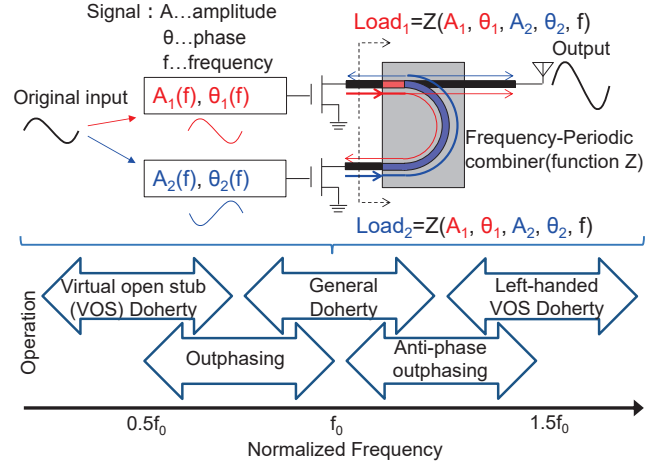 Signal : A…amplitude
θ…phase
f…frequency
Load1=Z(A1, θ1, A2, θ2, f)
Output
Original input
A1(f), θ1(f)
A2(f), θ2(f)
Frequency-Periodic
combiner(function Z)
Load2=Z(A1, θ1, A2, θ2, f)
Operation
Virtual open stub
(VOS) Doherty
General
Doherty
Left-handed
VOS Doherty
Outphasing
Anti-phase
outphasing
0.5f0
f0
1.5f0
Normalized Frequency